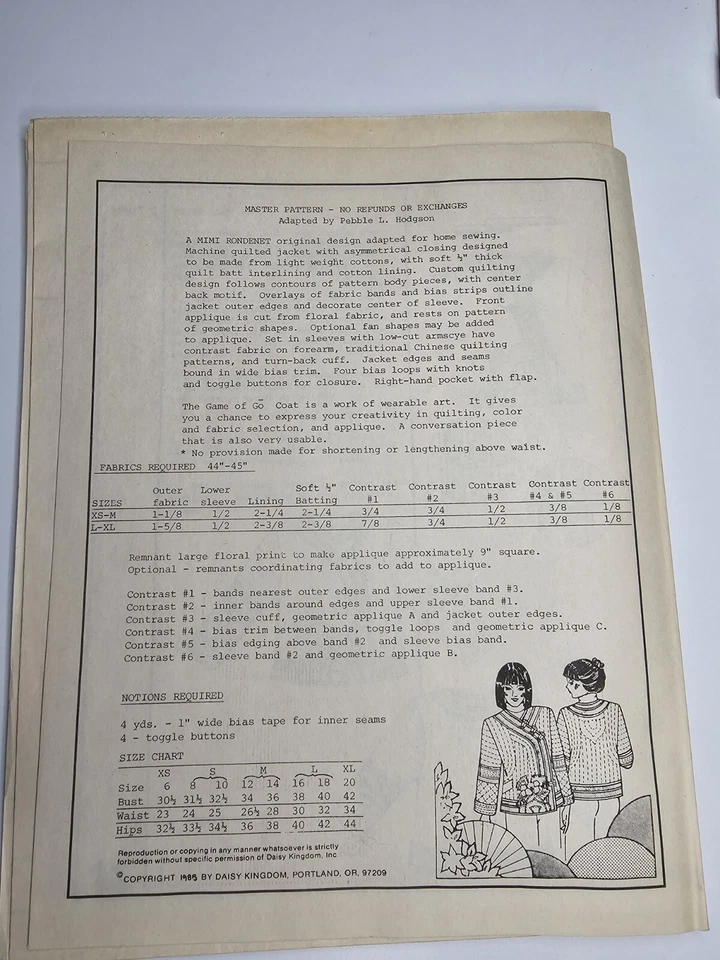 MASTER PATTERN - NO REFUNDS OR EXCHANGES
Adapted by Pebble L. Hodgson
A MIMI RONDENET original design adapted for home sewing.
Machine quilted jacket with asymmetrical closing designed
to be made from light weight cottons, with soft ½" thick
quilt batt interlining and cotton lining. Custom quilting
design follows contours of pattern body pieces, with center
back motif. Overlays of fabric bands and bias strips outline
jacket outer edges and decorate center of sleeve. Front
applique is cut from floral fabric, and rests on pattern
of geometric shapes. Optional fan shapes may be added
to applique. Set in sleeves with low-cut armscye have
contrast fabric on forearm, traditional Chinese quilting
patterns, and turn-back cuff. Jacket edges and seams
bound in wide bias trim. Four bias loops with knots
and toggle buttons for closure. Right-hand pocket with flap.
The Game of Gō Coat is a work of wearable art. It gives
you a chance to express your creativity in quilting, color
and fabric selection, and applique. A conversation piece
that is also very usable.
* No provision made for shortening or lengthening above waist.
FABRICS REQUIRED 44"-45"
Outer Lower Soft ½" Contrast Contrast Contrast Contrast Contrast
SIZES fabric sleeve Lining Batting #1 #2 #3 #4 & #5 #6
XS-M 1-1/8 1/2 2-1/4 2-1/4 3/4 3/4 1/2 3/8 1/8
L-XL 1-5/8 1/2 2-3/8 2-3/8 7/8 3/4 1/2 3/8 1/8
Remnant large floral print to make applique approximately 9" square.
Optional - remnants coordinating fabrics to add to applique.
Contrast #1 - bands nearest outer edges and lower sleeve band #3.
Contrast #2 - inner bands around edges and upper sleeve band #1.
Contrast #3 - sleeve cuff, geometric applique A and jacket outer edges.
Contrast #4 - bias trim between bands, toggle loops and geometric applique C.
Contrast #5 - bias edging above band #2 and sleeve bias band.
Contrast #6 - sleeve band #2 and geometric applique B.
NOTIONS REQUIRED
4 yds. - 1" wide bias tape for inner seams
4 - toggle buttons
SIZE CHART
XS S M L XL
Size 6 8 10 12 14 16 18 20
Bust 30½ 31½ 32½ 34 36 38 40 42
Waist 23 24 25 26½ 28 30 32 34
Hips 32½ 33½ 34½ 36 38 40 42 44
Reproduction or copying in any manner whatsoever is strictly
forbidden without specific permission of Daisy Kingdom, Inc
©COPYRIGHT BY DAISY KINGDOM, PORTLAND, OR, 97209